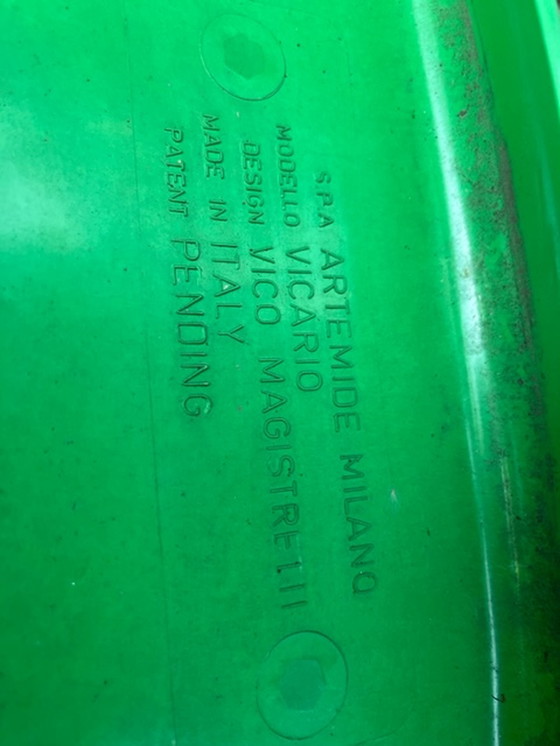 S.P.A ARTEMIDE MILANO
MODELLO VICARIO
DESIGN VICO MAGISTRETTI
MADE IN ITALY
PATENT PENDING